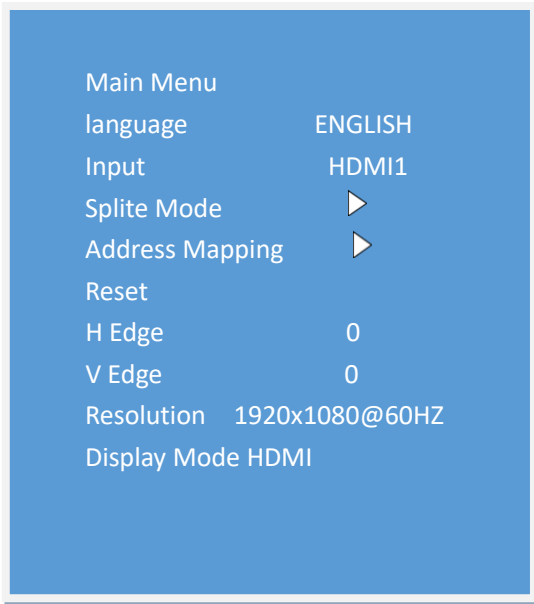 Main Menu
language ENGLISH
Input HDMI1
Splite Mode
Address Mapping
Reset
H Edge 0
V Edge 0
Resolution 1920x1080@60HZ
Display Mode HDMI